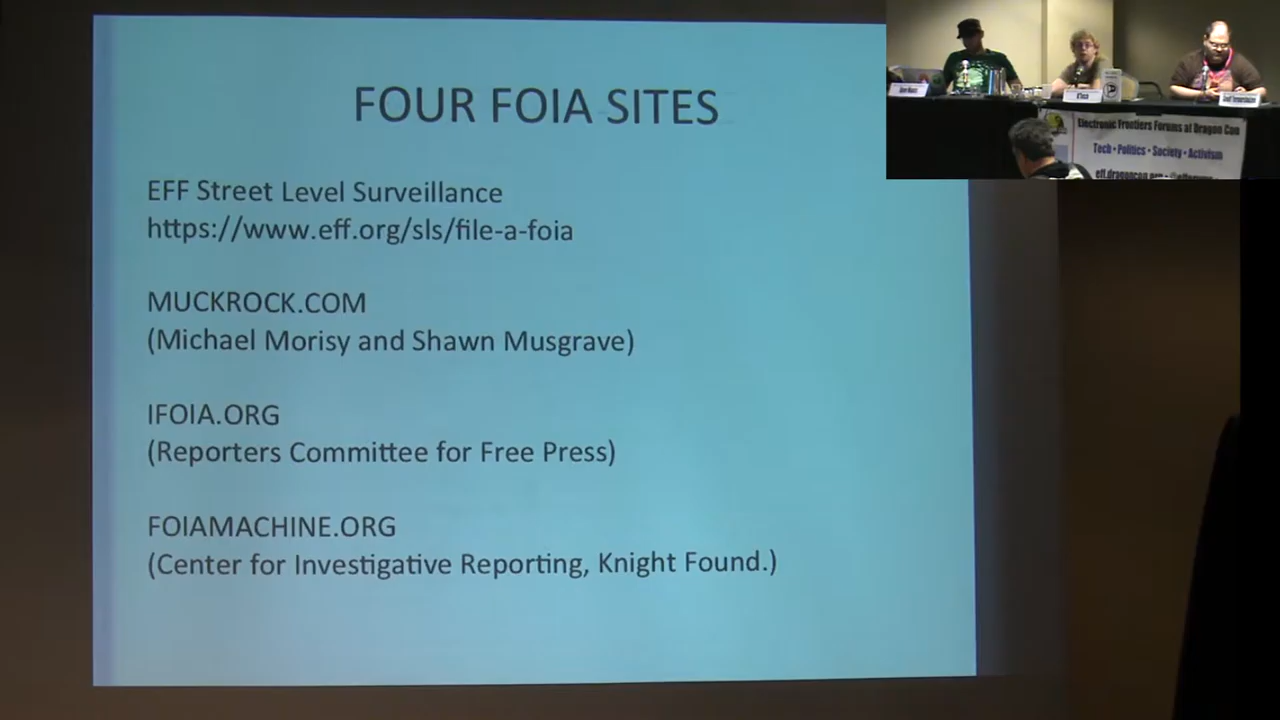 FOUR FOIA SITES
EFF Street Level Surveillance
https://www.eff.org/sls/file-a-foia
MUCKROCK.COM
(Michael Morisy and Shawn Musgrave)
IFOIA.ORG
(Reporters Committee for Free Press)
FOIAMACHINE.ORG
(Center for Investigative Reporting, Knight Found.)
Electronic Frontiers Forums at Dragon Con
Tech • Politics • Society • Activism